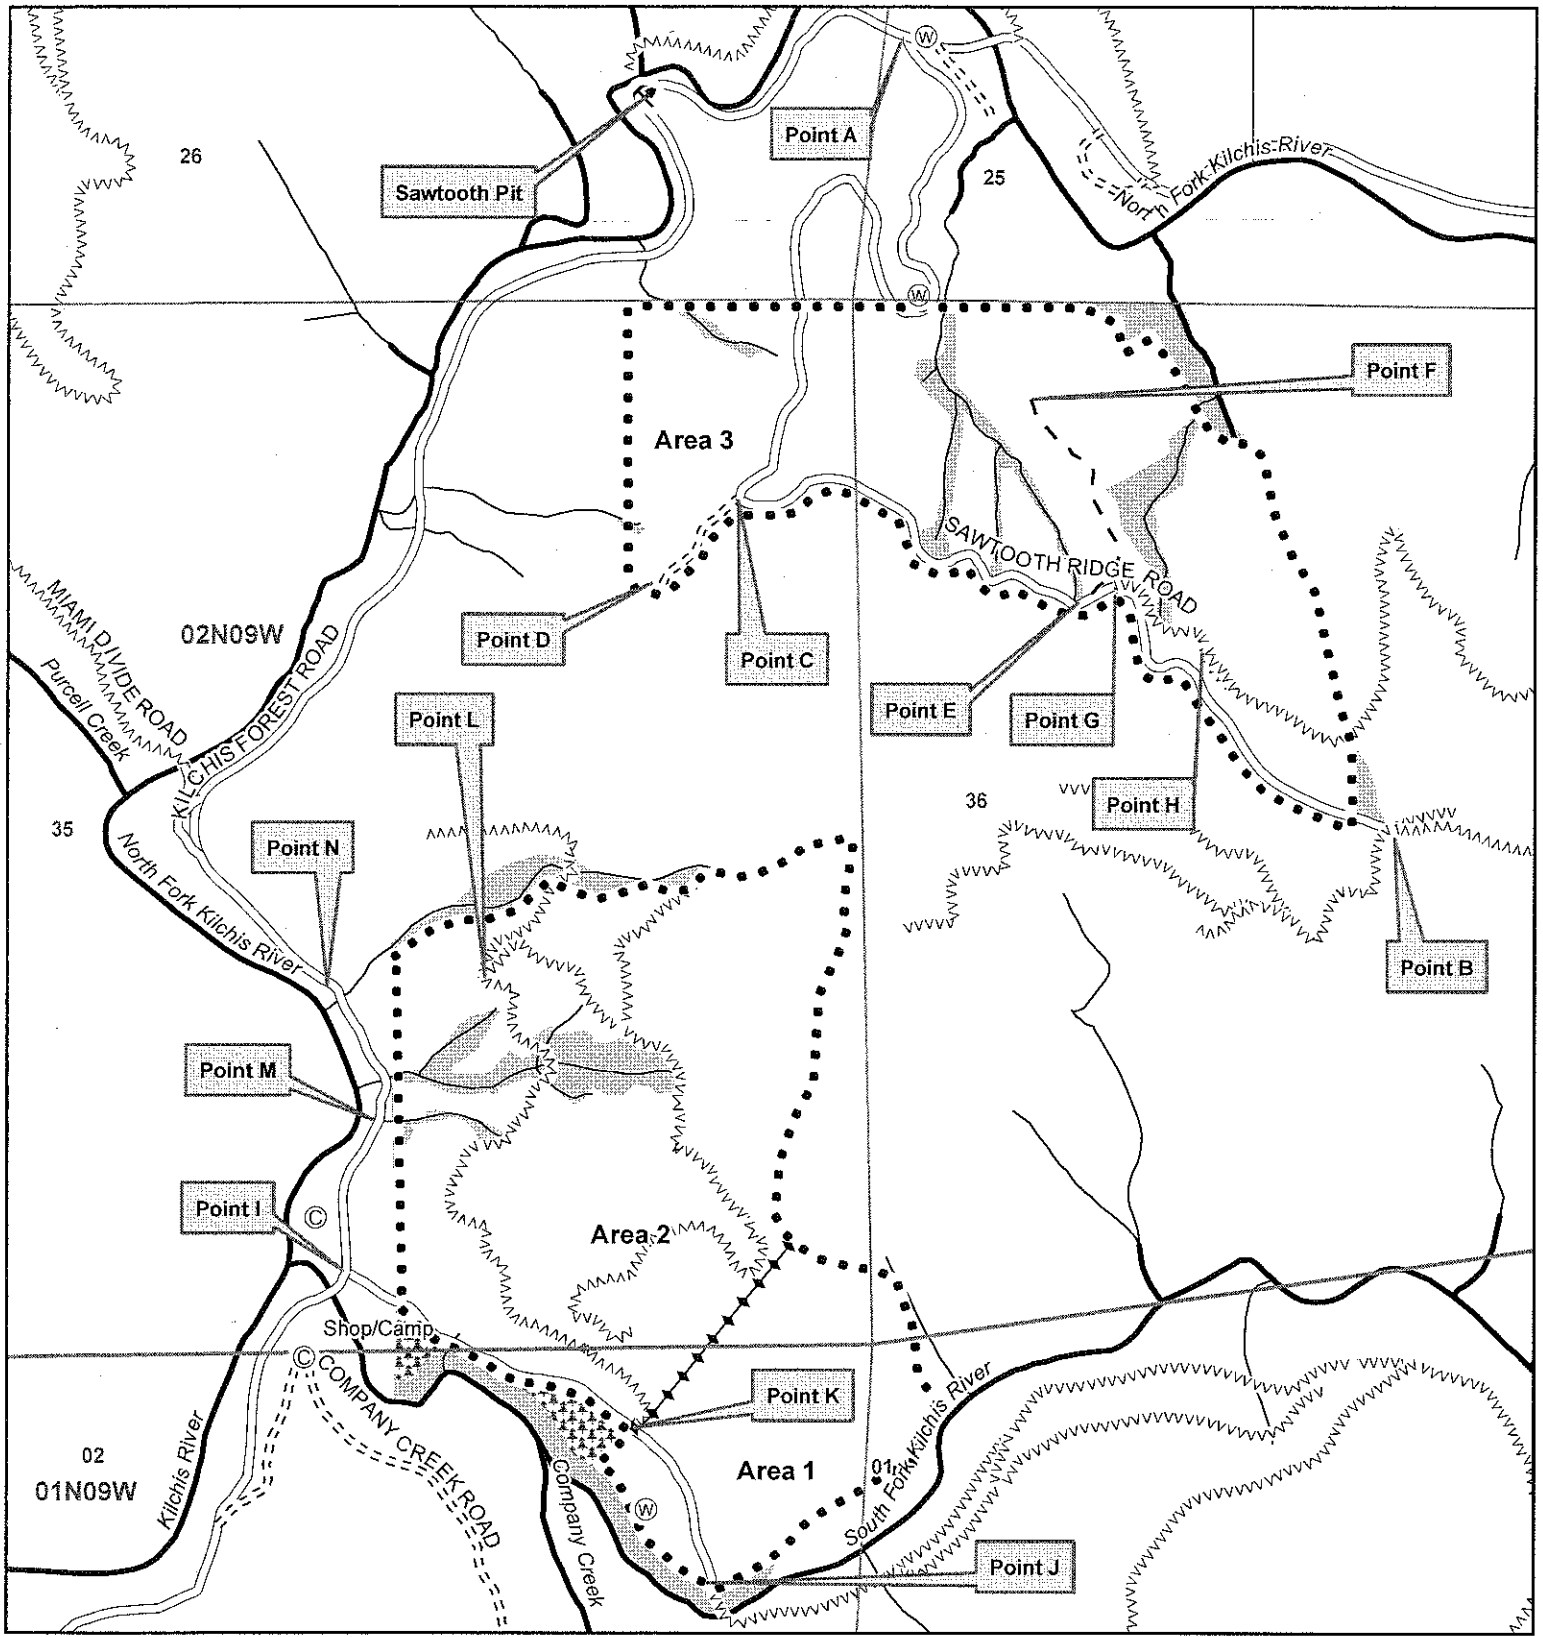 W
Point A
26
Sawtooth Pit
25
North Fork Kilchis River
W
Point F
Area 3
SAWTOOTH RIDGE ROAD
MIAMI DIVIDE ROAD
02N09W
KILCHIS FOREST ROAD
Point D
Point C
Purcell Creek
Point L
Point E
Point G
36
Point H
35
Point N
North Fork Kilchis River
Point B
Point M
Point I
C
Area 2
Shop/Camp
C
COMPANY CREEK ROAD
Point K
Kilchis River
02
01N09W
Area 1
01
South Fork Kilchis River
Company Creek
W
Point J